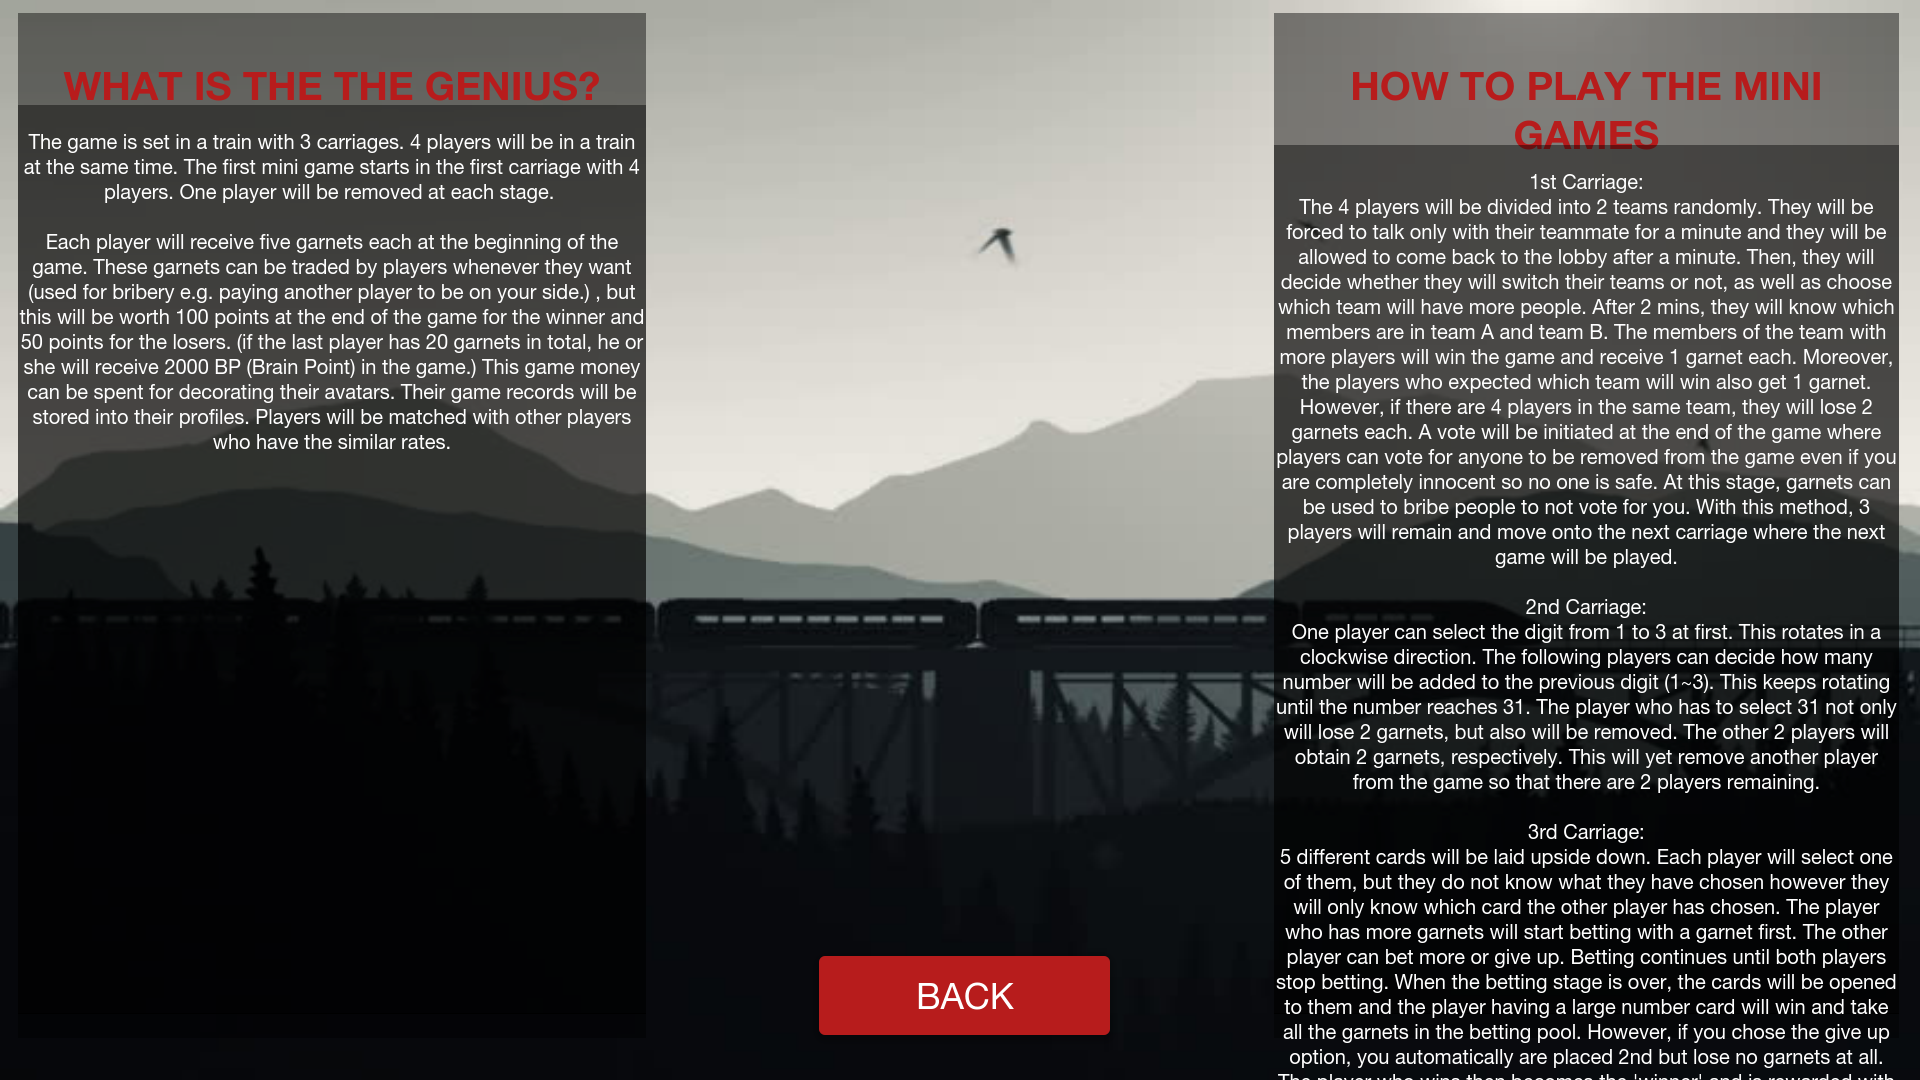 WHAT IS THE THE GENIUS?
The game is set in a train with 3 carriages. 4 players will be in a train
at the same time. The first mini game starts in the first carriage with 4
players. One player will be removed at each stage.
Each player will receive five garnets each at the beginning of the
game. These garnets can be traded by players whenever they want
(used for bribery e.g. paying another player to be on your side.) , but
this will be worth 100 points at the end of the game for the winner and
50 points for the losers. (if the last player has 20 garnets in total, he or
she will receive 2000 BP (Brain Point) in the game.) This game money
can be spent for decorating their avatars. Their game records will be
stored into their profiles. Players will be matched with other players
who have the similar rates.
BACK
HOW TO PLAY THE MINI
GAMES
1st Carriage:
The 4 players will be divided into 2 teams randomly. They will be
forced to talk only with their teammate for a minute and they will be
allowed to come back to the lobby after a minute. Then, they will
decide whether they will switch their teams or not, as well as choose
which team will have more people. After 2 mins, they will know which
members are in team A and team B. The members of the team with
more players will win the game and receive 1 garnet each. Moreover,
the players who expected which team will win also get 1 garnet.
However, if there are 4 players in the same team, they will lose 2
garnets each. A vote will be initiated at the end of the game where
players can vote for anyone to be removed from the game even if you
are completely innocent so no one is safe. At this stage, garnets can
be used to bribe people to not vote for you. With this method, 3
players will remain and move onto the next carriage where the next
game will be played.
2nd Carriage:
One player can select the digit from 1 to 3 at first. This rotates in a
clockwise direction. The following players can decide how many
number will be added to the previous digit (1~3). This keeps rotating
until the number reaches 31. The player who has to select 31 not only
will lose 2 garnets, but also will be removed. The other 2 players will
obtain 2 garnets, respectively. This will yet remove another player
from the game so that there are 2 players remaining.
3rd Carriage:
5 different cards will be laid upside down. Each player will select one
of them, but they do not know what they have chosen however they
will only know which card the other player has chosen. The player
who has more garnets will start betting with a garnet first. The other
player can bet more or give up. Betting continues until both players
stop betting. When the betting stage is over, the cards will be opened
to them and the player having a large number card will win and take
all the garnets in the betting pool. However, if you chose the give up
option, you automatically are placed 2nd but lose no garnets at all.
The player who wins then becomes the 'winner' and is rewarded with